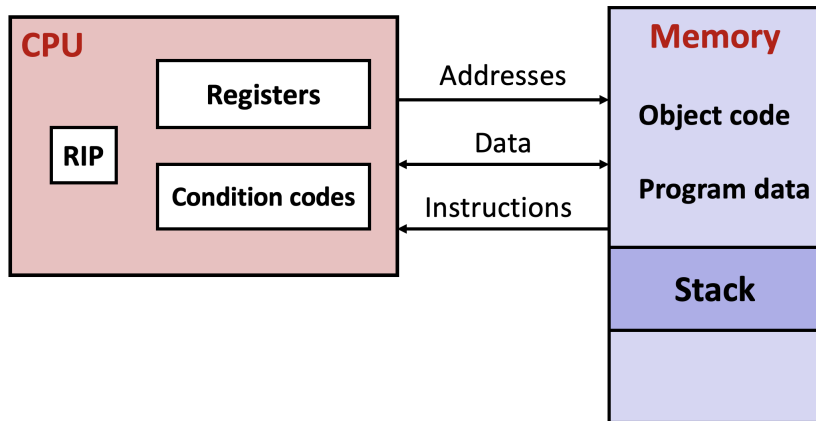 CPU
Registers
RIP
Condition codes
Addresses
Data
Instructions
Memory
Object code
Program data
Stack